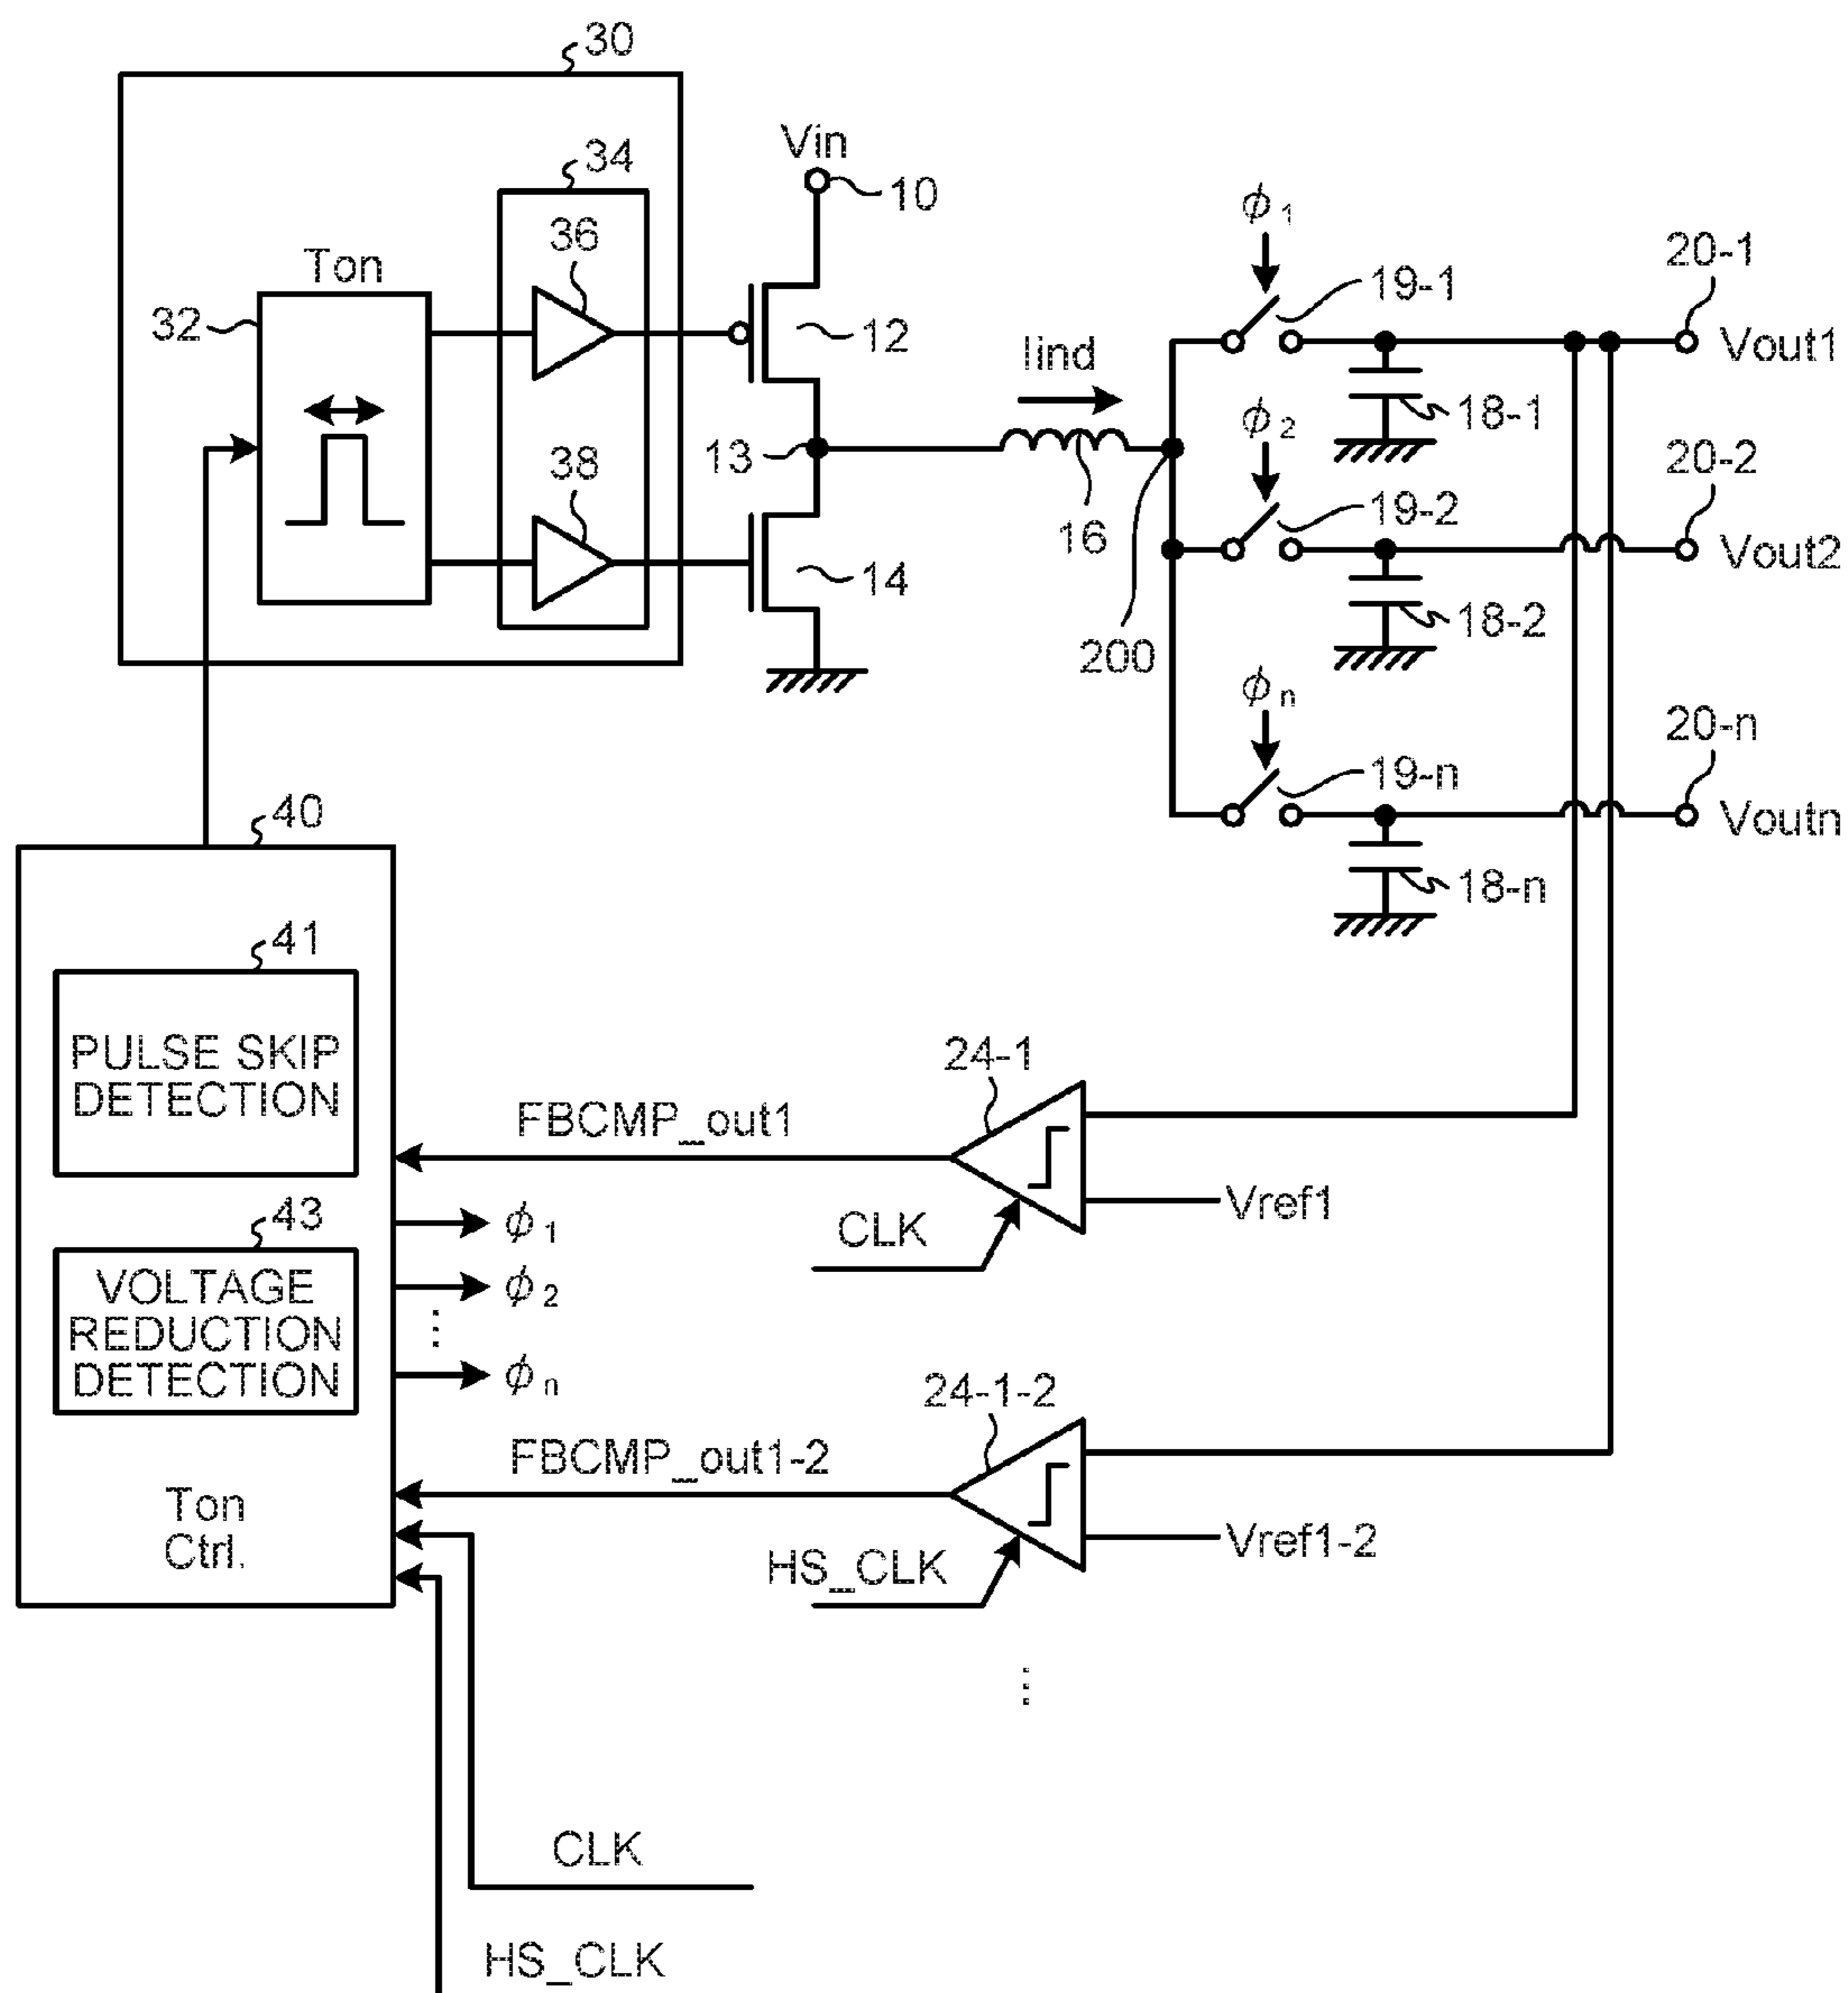 30
Vin
34
10
ϕ1
36
20-1
Ton
19-1
32
12
Vout1
Iind
18-1
ϕ2
13
20-2
38
19-2
16
Vout2
14
18-2
200
ϕn
20-n
19-n
40
Voutn
18-n
41
PULSE SKIP
DETECTION
24-1
FBCMP_out1
43
ϕ1
CLK
Vref1
VOLTAGE
REDUCTION
DETECTION
ϕ2
⋮
ϕn
24-1-2
FBCMP_out1-2
Ton
Ctrl.
HS_CLK
Vref1-2
⋮
CLK
HS_CLK